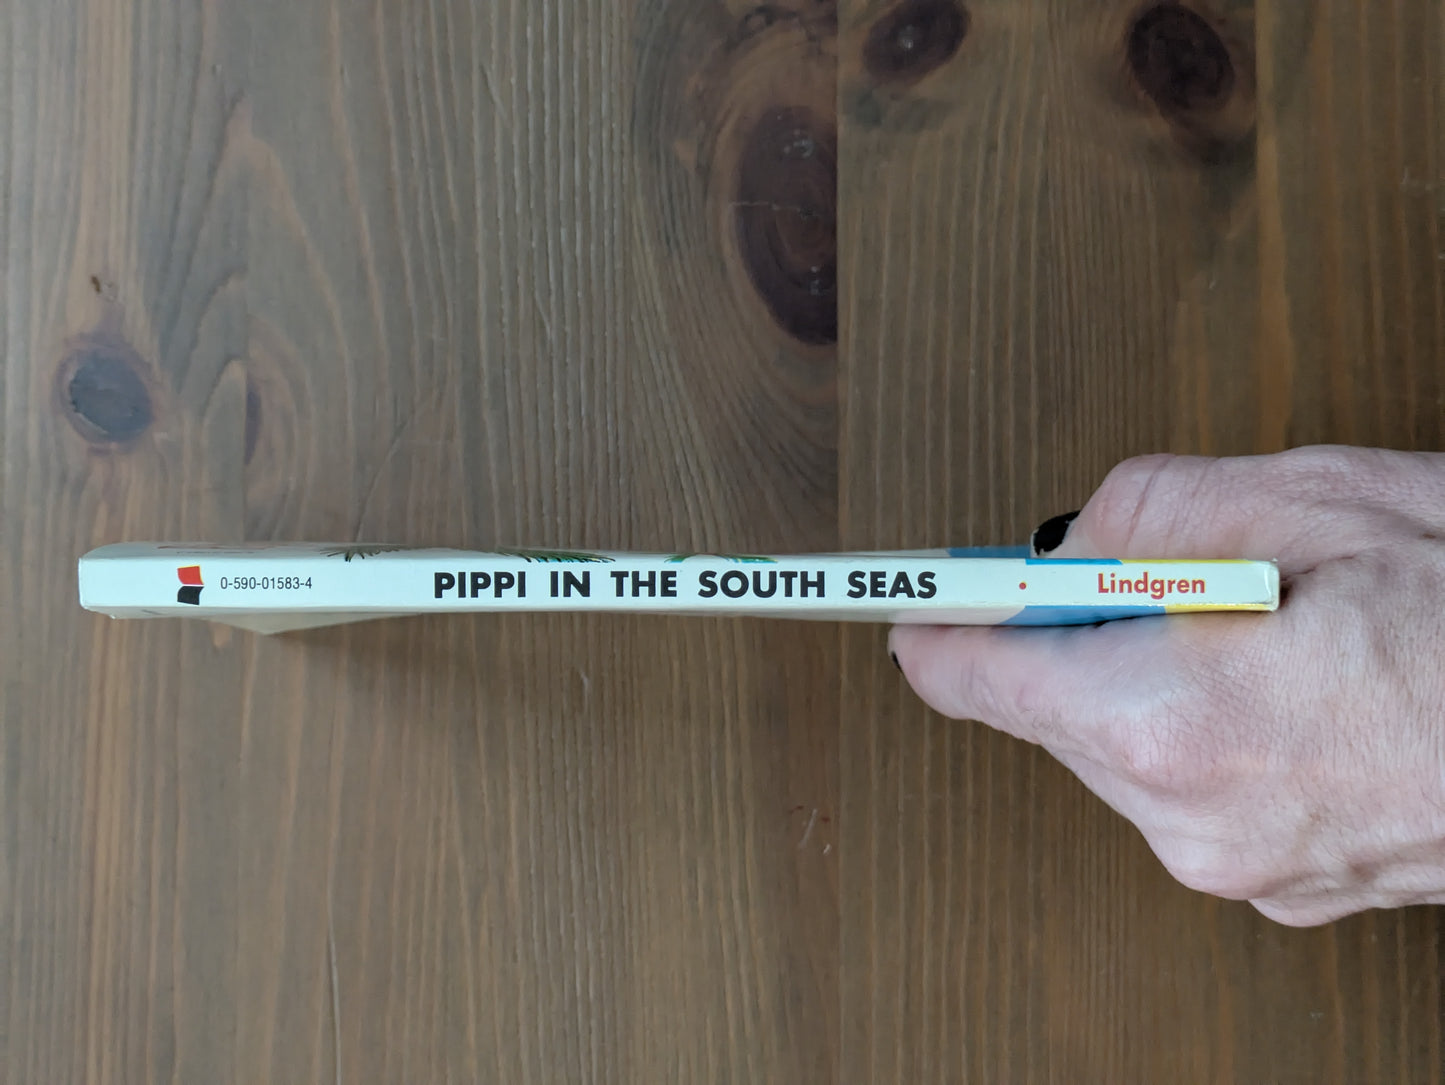 0-590-01583-4 PIPPI IN THE SOUTH SEAS • Lindgren